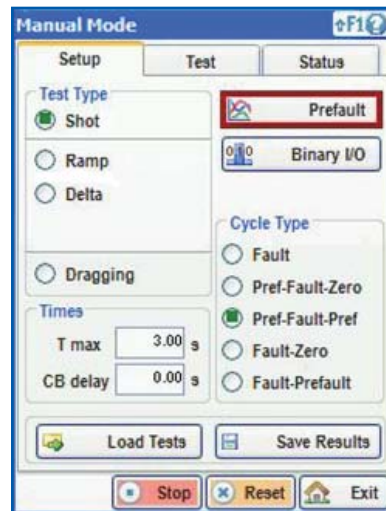 Manual Mode
F1?
Setup
Test
Status
Test Type
Shot
Prefault
Ramp
010
Binary I/O
Delta
Cycle Type
Fault
Dragging
Pref-Fault-Zero
Times
Pref-Fault-Pref
T max 3.00 s
Fault-Zero
CB delay 0.00 s
Fault-Prefault
Load Tests
Save Results
Stop
Reset
Exit